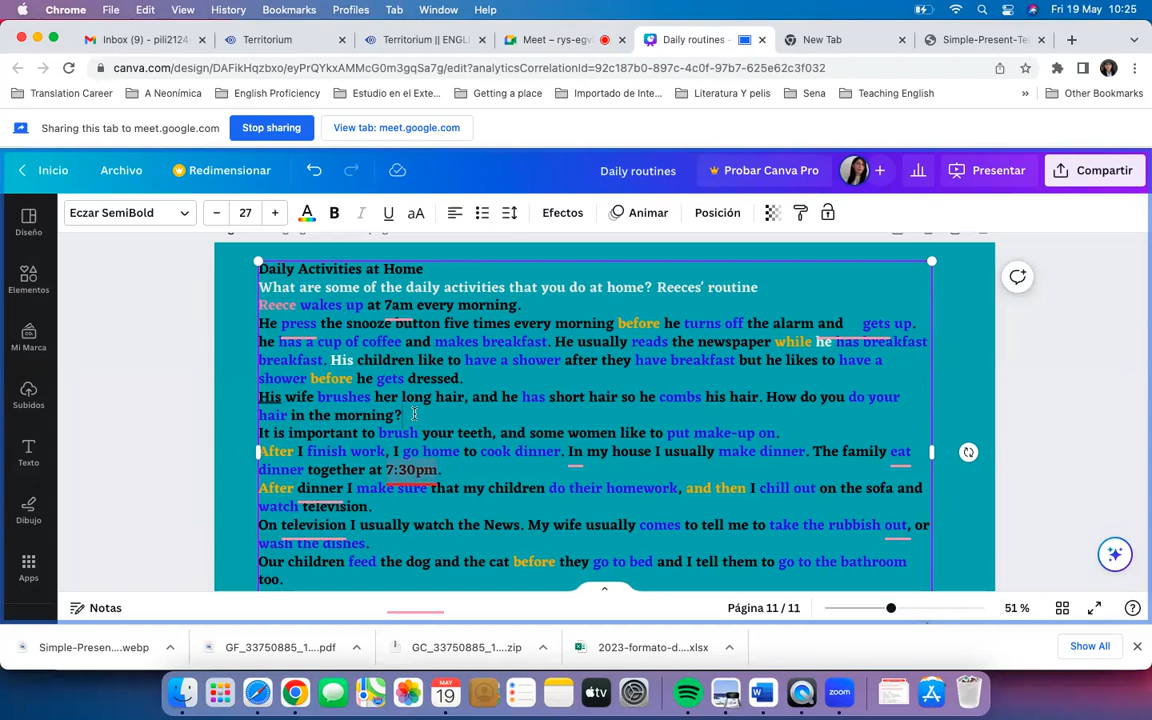 Chrome File Edit View History Bookmarks Profiles Tab Window Help Fri 19 May 10:25
Inbox (9) - pili2124 Territorium Territorium || ENGL Meet – rys-egv Daily routines - New Tab Simple-Present-Te
canva.com/design/DAFikHqzbxo/eyPrQYkxAMMcG0m3gqSa7g/edit?analyticsCorrelationId=92c187b0-897c-4c0f-97b7-625e62c3f032
Translation Career A Neonímica English Proficiency Estudio en el Exte... Getting a place Importado de Inte... Literatura Y pelis Sena Teaching English » Other Bookmarks
Sharing this tab to meet.google.com Stop sharing View tab: meet.google.com
Inicio Archivo Redimensionar Daily routines Probar Canva Pro Presentar Compartir
Eczar SemiBold 27 A B I U aA Efectos Animar Posición
Diseño
Elementos
Mi Marca
Subidos
Texto
Dibujo
Apps
Daily Activities at Home
What are some of the daily activities that you do at home? Reeces' routine
Reece wakes up at 7am every morning.
He press the snooze button five times every morning before he turns off the alarm and gets up.
he has a cup of coffee and makes breakfast. He usually reads the newspaper while he has breakfast
breakfast. His children like to have a shower after they have breakfast but he likes to have a
shower before he gets dressed.
His wife brushes her long hair, and he has short hair so he combs his hair. How do you do your
hair in the morning?
It is important to brush your teeth, and some women like to put make-up on.
After I finish work, I go home to cook dinner. In my house I usually make dinner. The family eat
dinner together at 7:30pm.
After dinner I make sure that my children do their homework, and then I chill out on the sofa and
watch television.
On television I usually watch the News. My wife usually comes to tell me to take the rubbish out, or
wash the dishes.
Our children feed the dog and the cat before they go to bed and I tell them to go to the bathroom
too.
Notas Página 11 / 11 51 %
Simple-Presen....webp GF_33750885_1....pdf GC_33750885_1....zip 2023-formato-d....xlsx Show All
MAY
19
tv
zoom